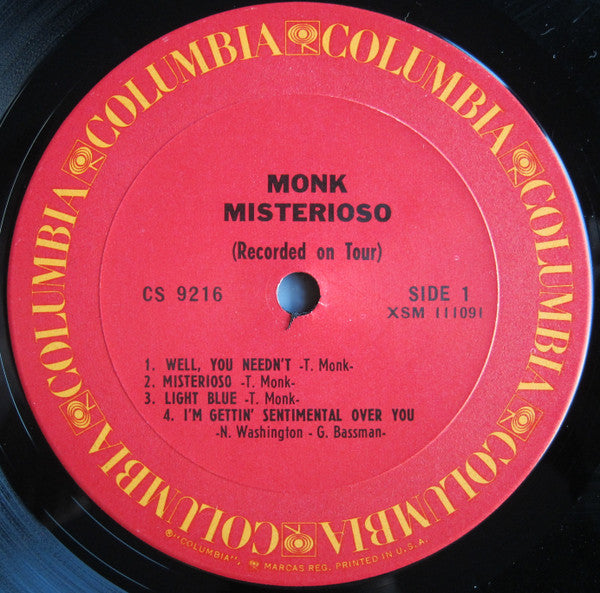 COLUMBIA COLUMBIA COLUMBIA COLUMBIA COLUMBIA COLUMBIA
MONK
MISTERIOSO
(Recorded on Tour)
CS 9216
SIDE 1
XSM 111091
1. WELL, YOU NEEDN'T -T. Monk-
2. MISTERIOSO -T. Monk-
3. LIGHT BLUE -T. Monk-
4. I'M GETTIN' SENTIMENTAL OVER YOU
-N. Washington - G. Bassman-
®"COLUMBIA", MARCAS REG. PRINTED IN U.S.A.